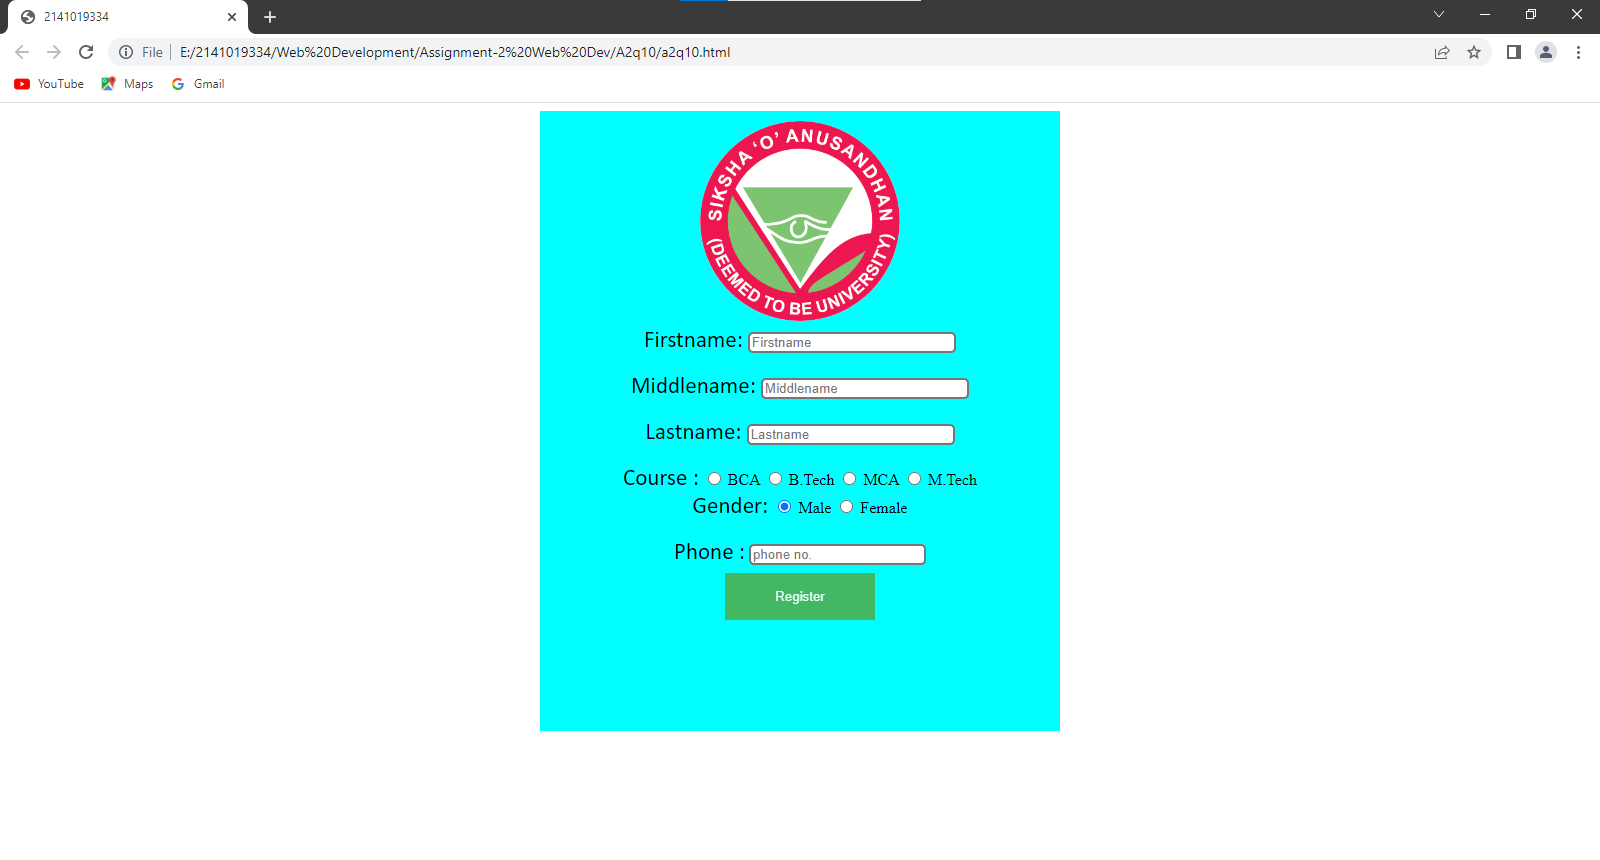 2141019334
File E:/2141019334/Web%20Development/Assignment-2%20Web%20Dev/A2q10/a2q10.html
YouTube Maps Gmail
SIKSHA ‘O’ ANUSANDHAN
(DEEMED TO BE UNIVERSITY)
Firstname: Firstname
Middlename: Middlename
Lastname: Lastname
Course : BCA B.Tech MCA M.Tech
Gender: Male Female
Phone : phone no.
Register